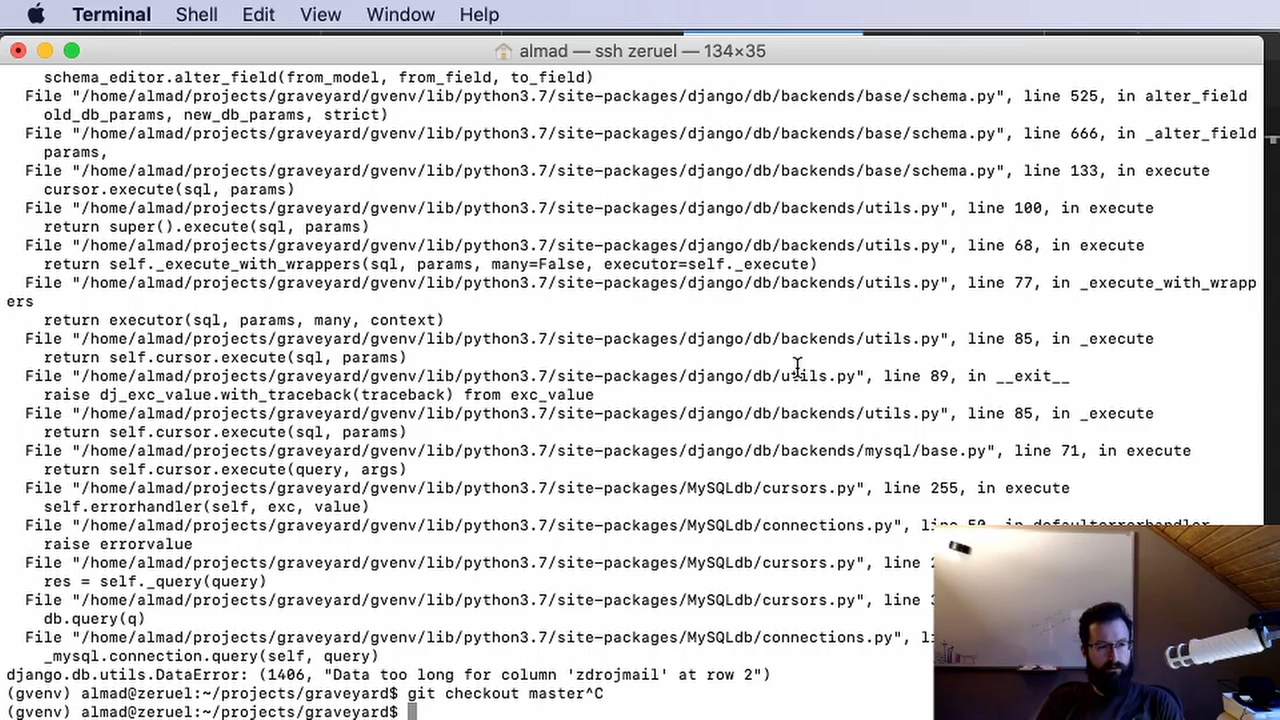 Terminal Shell Edit View Window Help
almad — ssh zeruel — 134×35
schema_editor.alter_field(from_model, from_field, to_field)
File "/home/almad/projects/graveyard/gvenv/lib/python3.7/site-packages/django/db/backends/base/schema.py", line 525, in alter_field
old_db_params, new_db_params, strict)
File "/home/almad/projects/graveyard/gvenv/lib/python3.7/site-packages/django/db/backends/base/schema.py", line 666, in _alter_field
params,
File "/home/almad/projects/graveyard/gvenv/lib/python3.7/site-packages/django/db/backends/base/schema.py", line 133, in execute
cursor.execute(sql, params)
File "/home/almad/projects/graveyard/gvenv/lib/python3.7/site-packages/django/db/backends/utils.py", line 100, in execute
return super().execute(sql, params)
File "/home/almad/projects/graveyard/gvenv/lib/python3.7/site-packages/django/db/backends/utils.py", line 68, in execute
return self._execute_with_wrappers(sql, params, many=False, executor=self._execute)
File "/home/almad/projects/graveyard/gvenv/lib/python3.7/site-packages/django/db/backends/utils.py", line 77, in _execute_with_wrapp
ers
return executor(sql, params, many, context)
File "/home/almad/projects/graveyard/gvenv/lib/python3.7/site-packages/django/db/backends/utils.py", line 85, in _execute
return self.cursor.execute(sql, params)
File "/home/almad/projects/graveyard/gvenv/lib/python3.7/site-packages/django/db/utils.py", line 89, in __exit__
raise dj_exc_value.with_traceback(traceback) from exc_value
File "/home/almad/projects/graveyard/gvenv/lib/python3.7/site-packages/django/db/backends/utils.py", line 85, in _execute
return self.cursor.execute(sql, params)
File "/home/almad/projects/graveyard/gvenv/lib/python3.7/site-packages/django/db/backends/mysql/base.py", line 71, in execute
return self.cursor.execute(query, args)
File "/home/almad/projects/graveyard/gvenv/lib/python3.7/site-packages/MySQLdb/cursors.py", line 255, in execute
self.errorhandler(self, exc, value)
File "/home/almad/projects/graveyard/gvenv/lib/python3.7/site-packages/MySQLdb/connections.py", line 50, in defaulterrorhandler
raise errorvalue
File "/home/almad/projects/graveyard/gvenv/lib/python3.7/site-packages/MySQLdb/cursors.py", line
res = self._query(query)
File "/home/almad/projects/graveyard/gvenv/lib/python3.7/site-packages/MySQLdb/cursors.py", line
db.query(q)
File "/home/almad/projects/graveyard/gvenv/lib/python3.7/site-packages/MySQLdb/connections.py",
_mysql.connection.query(self, query)
django.db.utils.DataError: (1406, "Data too long for column 'zdrojmail' at row 2")
(gvenv) almad@zeruel:~/projects/graveyard$ git checkout master^C
(gvenv) almad@zeruel:~/projects/graveyard$